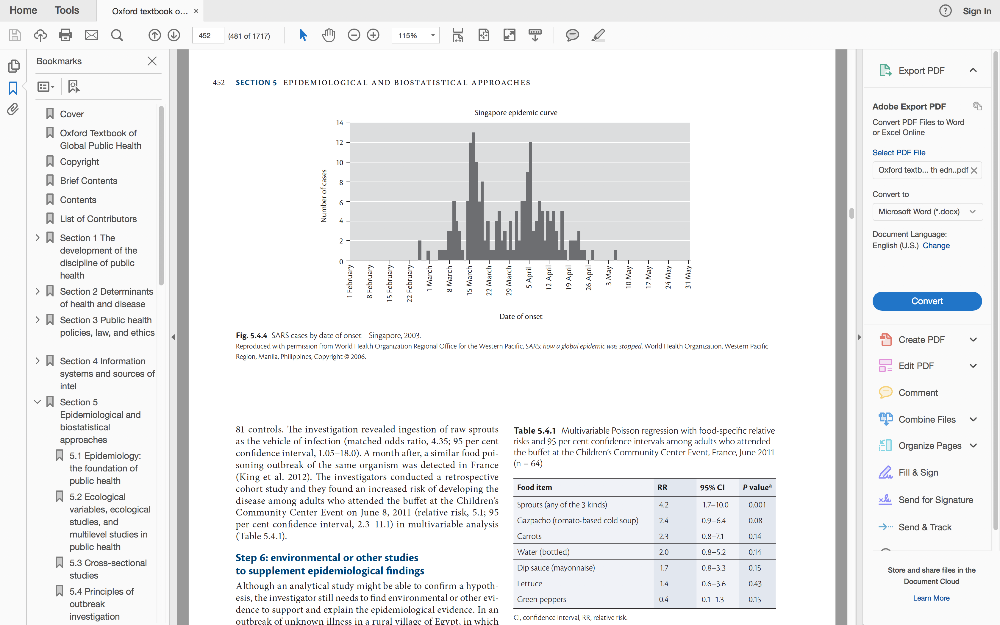 Home
Tools
Oxford textbook o... ×
?
Sign In
452
(481 of 1717)
115%
Bookmarks
Cover
Oxford Textbook of
Global Public Health
Copyright
Brief Contents
Contents
List of Contributors
Section 1 The
development of the
discipline of public
health
Section 2 Determinants
of health and disease
Section 3 Public health
policies, law, and ethics
Section 4 Information
systems and sources of
intel
Section 5
Epidemiological and
biostatistical
approaches
5.1 Epidemiology:
the foundation of
public health
5.2 Ecological
variables, ecological
studies, and
multilevel studies in
public health
5.3 Cross-sectional
studies
5.4 Principles of
outbreak
investigation
452 SECTION 5 EPIDEMIOLOGICAL AND BIOSTATISTICAL APPROACHES
Singapore epidemic curve
Number of cases
14
12
10
8
6
4
2
0
1 February
8 February
15 February
22 February
1 March
8 March
15 March
22 March
29 March
5 April
12 April
19 April
26 April
3 May
10 May
17 May
24 May
31 May
Date of onset
Fig. 5.4.4 SARS cases by date of onset—Singapore, 2003.
Reproduced with permission from World Health Organization Regional Office for the Western Pacific, SARS: how a global epidemic was stopped, World Health Organization, Western Pacific
Region, Manila, Philippines, Copyright © 2006.
81 controls. The investigation revealed ingestion of raw sprouts
as the vehicle of infection (matched odds ratio, 4.35; 95 per cent
confidence interval, 1.05–18.0). A month after, a similar food poi-
soning outbreak of the same organism was detected in France
(King et al. 2012). The investigators conducted a retrospective
cohort study and they found an increased risk of developing the
disease among adults who attended the buffet at the Children's
Community Center Event on June 8, 2011 (relative risk, 5.1; 95
per cent confidence interval, 2.3–11.1) in multivariable analysis
(Table 5.4.1).
Step 6: environmental or other studies
to supplement epidemiological findings
Although an analytical study might be able to confirm a hypoth-
esis, the investigator still needs to find environmental or other evi-
dence to support and explain the epidemiological evidence. In an
outbreak of unknown illness in a rural village of Egypt, in which
Table 5.4.1 Multivariable Poisson regression with food-specific relative
risks and 95 per cent confidence intervals among adults who attended
the buffet at the Children's Community Center Event, France, June 2011
(n = 64)
Food item RR 95% CI P valueᵃ
Sprouts (any of the 3 kinds) 4.2 1.7–10.0 0.001
Gazpacho (tomato-based cold soup) 2.4 0.9–6.4 0.08
Carrots 2.3 0.8–7.1 0.14
Water (bottled) 2.0 0.8–5.2 0.14
Dip sauce (mayonnaise) 1.7 0.8–3.3 0.15
Lettuce 1.4 0.6–3.6 0.43
Green peppers 0.4 0.1–1.3 0.15
CI, confidence interval; RR, relative risk.
Export PDF
Adobe Export PDF
Convert PDF Files to Word
or Excel Online
Select PDF File
Oxford textb... th edn..pdf
Convert to
Microsoft Word (*.docx)
Document Language:
English (U.S.) Change
Convert
Create PDF
Edit PDF
Comment
Combine Files
Organize Pages
Fill & Sign
Send for Signature
Send & Track
Store and share files in the
Document Cloud
Learn More